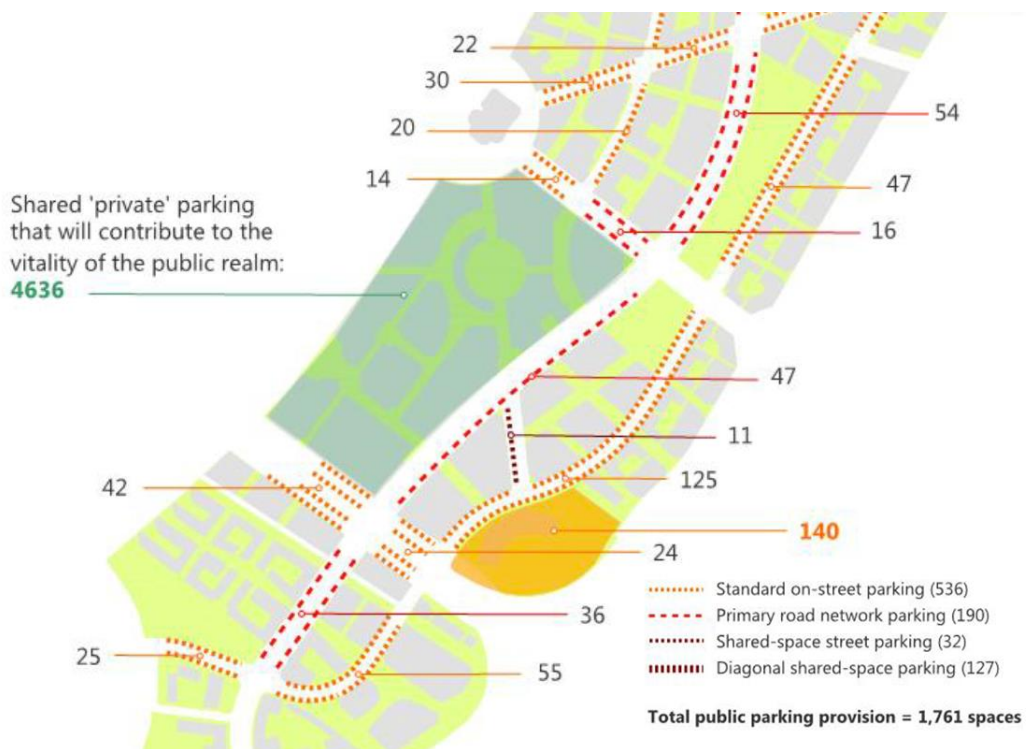 22
30
54
20
14
47
Shared 'private' parking
that will contribute to the
vitality of the public realm:
4636
16
47
11
42
125
140
24
Standard on-street parking (536)
Primary road network parking (190)
36
Shared-space street parking (32)
25
55
Diagonal shared-space parking (127)
Total public parking provision = 1,761 spaces